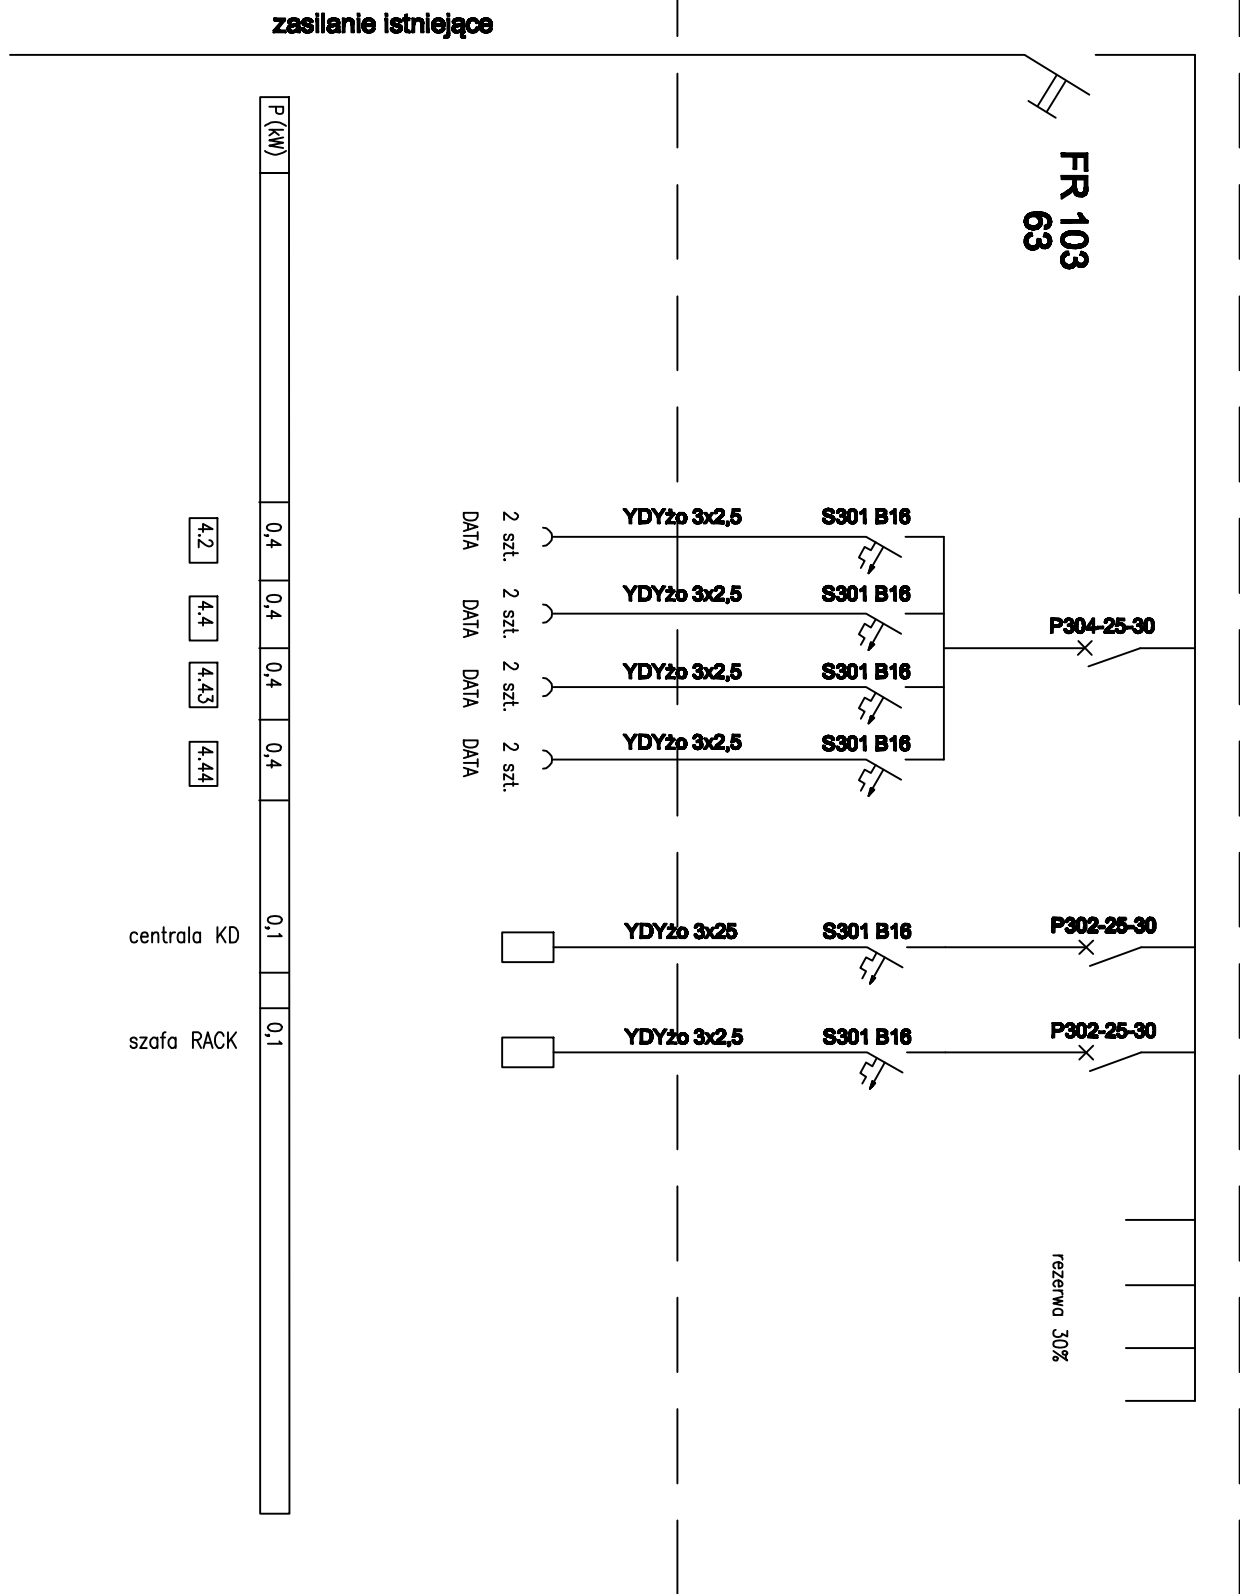 zasilanie istniejące
P(kW)
FR 103
63
4.2
0,4
DATA
2 szt.
YDYżo 3x2,5
S301 B16
4.4
0,4
DATA
2 szt.
YDYżo 3x2,5
S301 B16
P304-25-30
4.43
0,4
DATA
2 szt.
YDYżo 3x2,5
S301 B16
4.44
0,4
DATA
2 szt.
YDYżo 3x2,5
S301 B16
centrala KD
0,1
YDYżo 3x25
S301 B16
P302-25-30
szafa RACK
0,1
YDYżo 3x2,5
S301 B16
P302-25-30
rezerwa 30%